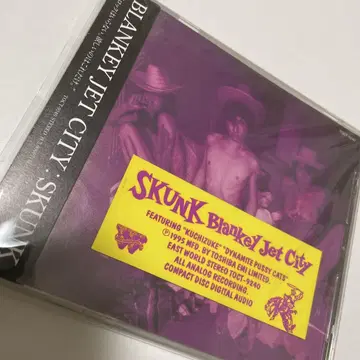 BLANKEY JET CITY : SKUNK
SKUNK Blankey Jet City
FEATURING "KUCHIZUKE" "DYNAMITE PUSSY CATS"
Ⓟ1995 MFD. BY TOSHIBA EMI LIMITED.
EAST WORLD STEREO TOCT-9240
ALL ANALOG RECORDING.
COMPACT DISC DIGITAL AUDIO